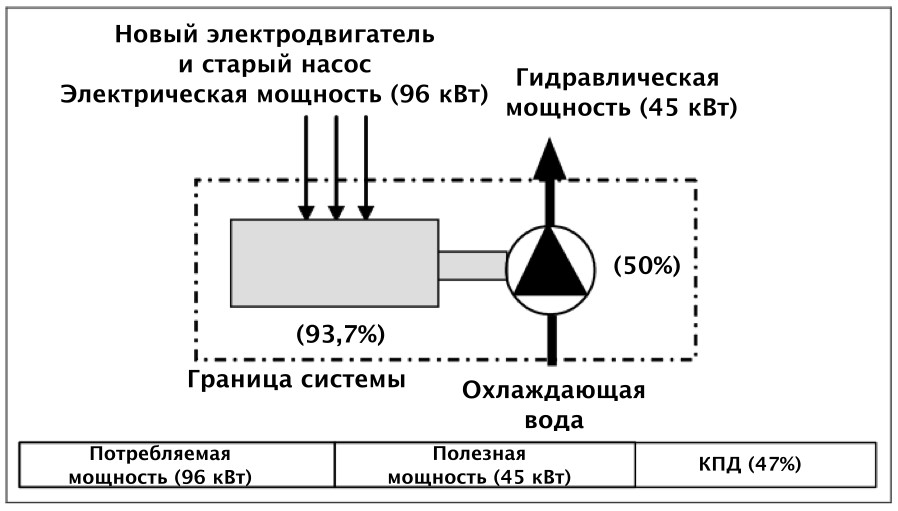 Новый электродвигатель
и старый насос
Электрическая мощность (96 кВт)
Гидравлическая
мощность (45 кВт)
(50%)
(93,7%)
Граница системы
Охлаждающая
вода
Потребляемая
мощность (96 кВт)
Полезная
мощность (45 кВт)
КПД (47%)